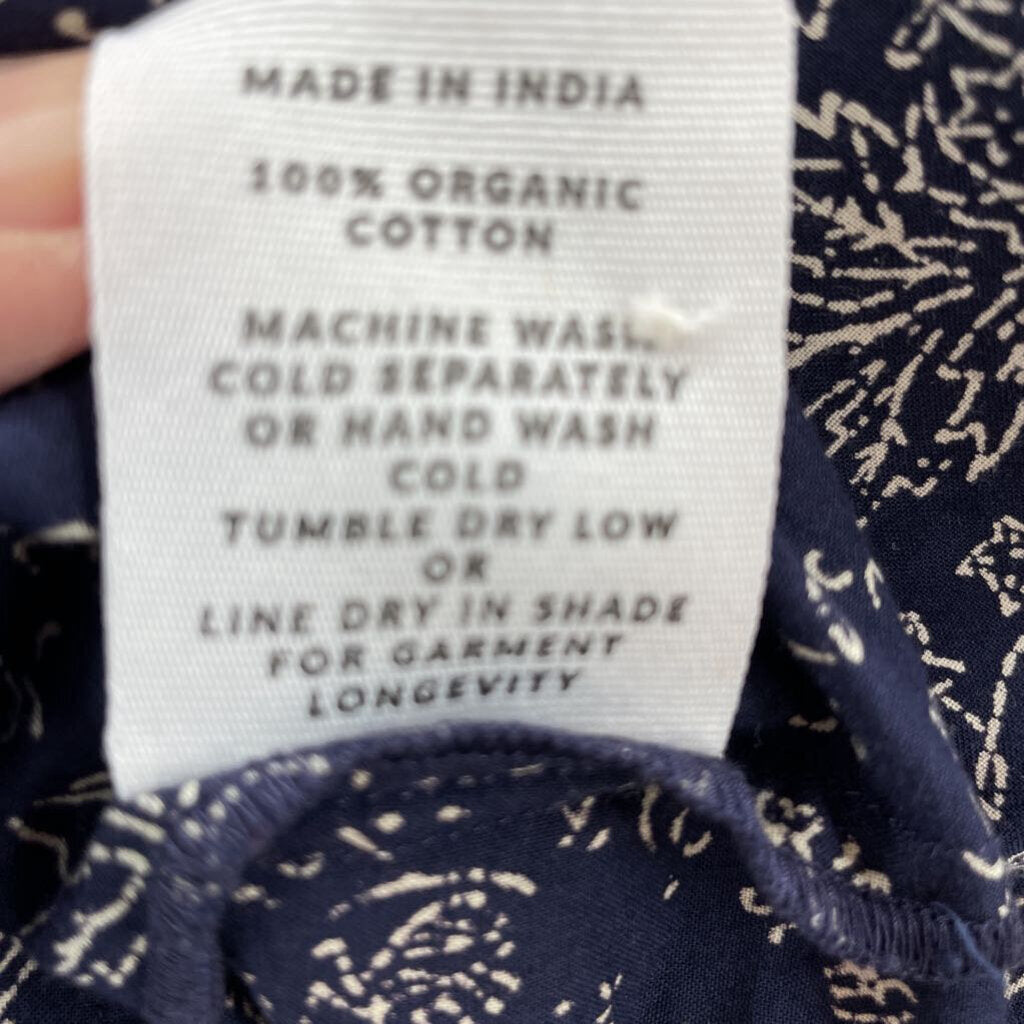 MADE IN INDIA
100% ORGANIC
COTTON
MACHINE WASH
COLD SEPARATELY
OR HAND WASH
COLD
TUMBLE DRY LOW
OR
LINE DRY IN SHADE
FOR GARMENT
LONGEVITY